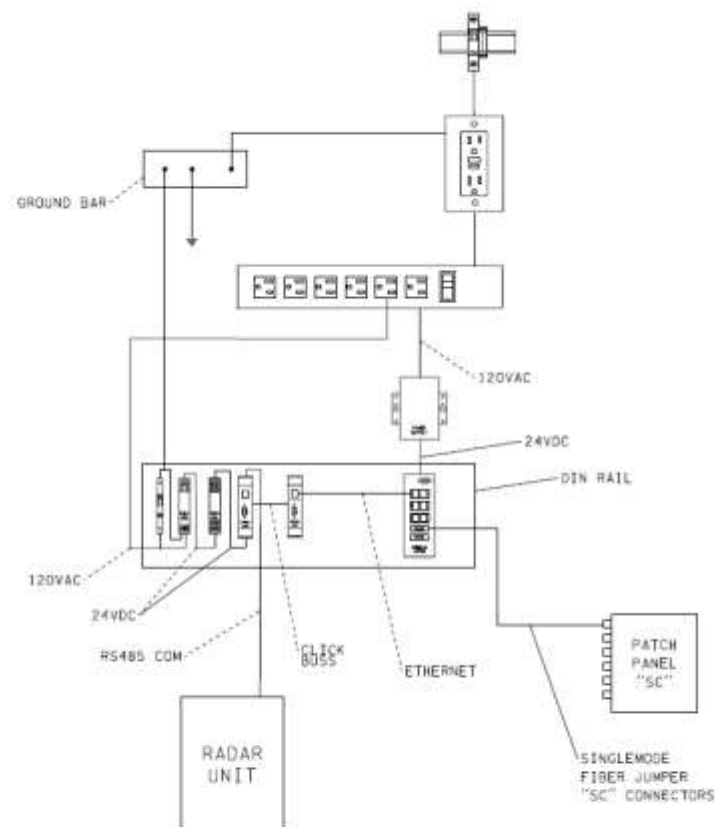 GROUND BAR
120VAC
24VDC
DIN RAIL
120VAC
24VDC
RS485 COM
CLICK
BUSS
ETHERNET
PATCH
PANEL
"SC"
RADAR
UNIT
SINGLEMODE
FIBER JUMPER
"SC" CONNECTORS